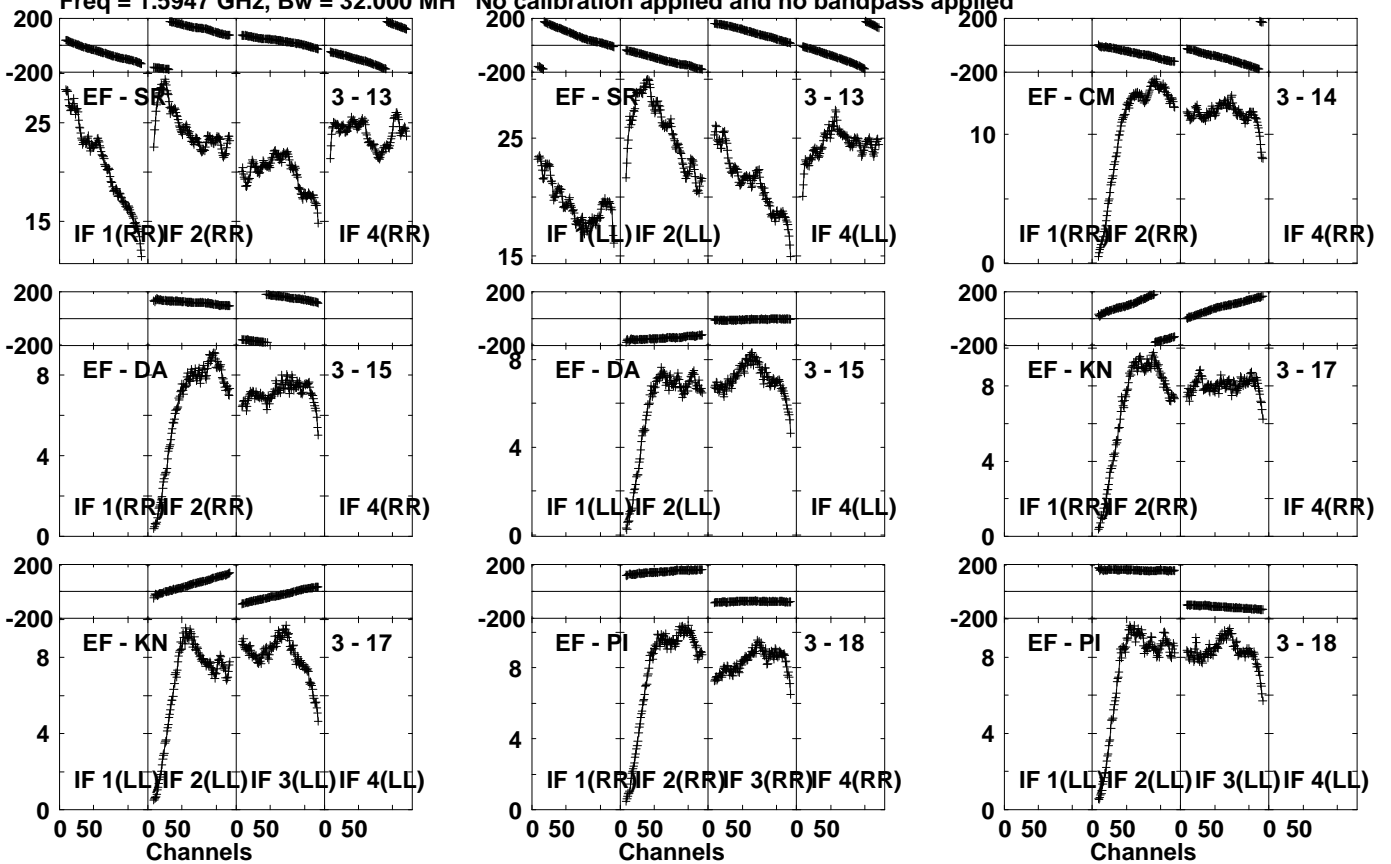 Freq = 1.5947 GHz, Bw = 32.000 MH No calibration applied and no bandpass applied
200
-200
EF - SR
3 - 13
25
15
IF 1(RR) IF 2(RR) IF 4(RR)
200
-200
EF - SR
3 - 13
25
15
IF 1(LL) IF 2(LL) IF 4(LL)
200
-200
EF - CM
3 - 14
10
0
IF 1(RR) IF 2(RR) IF 4(RR)
200
-200
EF - DA
3 - 15
8
4
0
IF 1(RR) IF 2(RR) IF 4(RR)
200
-200
EF - DA
3 - 15
8
4
0
IF 1(LL) IF 2(LL) IF 4(LL)
200
-200
EF - KN
3 - 17
8
4
0
IF 1(RR) IF 2(RR) IF 4(RR)
200
-200
EF - KN
3 - 17
8
4
0
IF 1(LL) IF 2(LL) IF 3(LL) IF 4(LL)
0 50 0 50 0 50 0 50
Channels
200
-200
EF - PI
3 - 18
8
4
0
IF 1(RR) IF 2(RR) IF 3(RR) IF 4(RR)
0 50 0 50 0 50 0 50
Channels
200
-200
EF - PI
3 - 18
8
4
0
IF 1(LL) IF 2(LL) IF 3(LL) IF 4(LL)
0 50 0 50 0 50 0 50
Channels